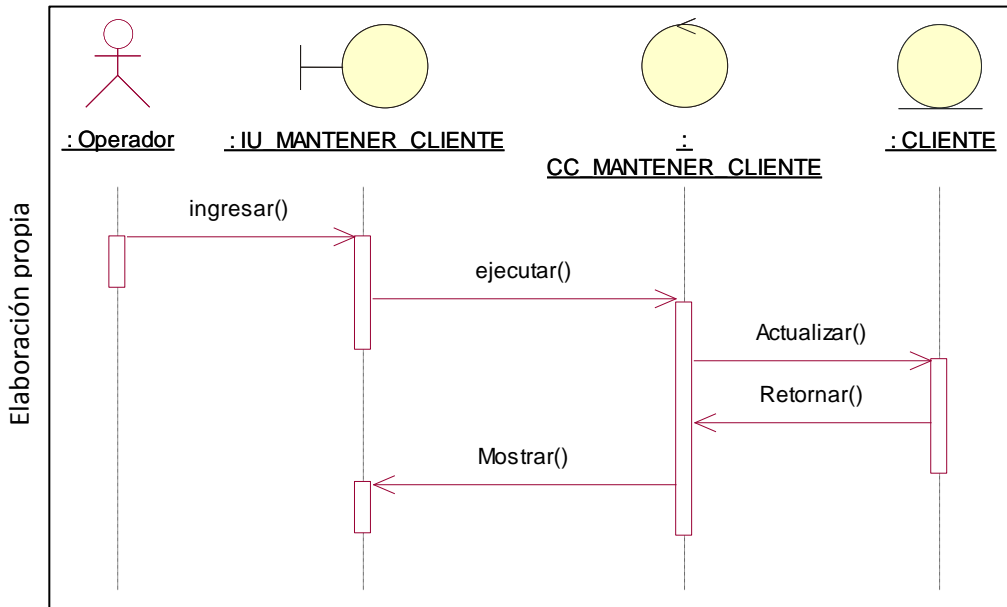 : Operador
: IU_MANTENER_CLIENTE
:
CC_MANTENER_CLIENTE
: CLIENTE
ingresar()
ejecutar()
Actualizar()
Retornar()
Mostrar()
Elaboración propia